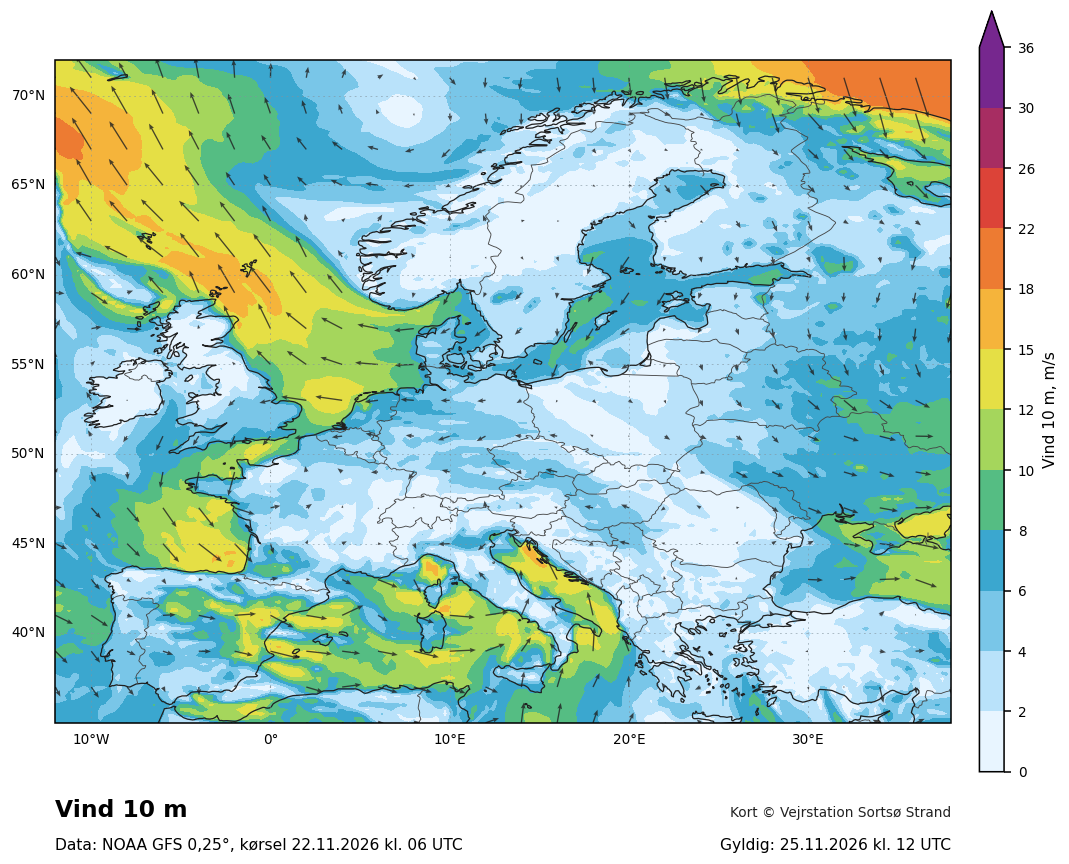 36
30
26
22
18
15
12
10
8
6
4
2
0
Vind 10 m, m/s
70°N
65°N
60°N
55°N
50°N
45°N
40°N
10°W
0°
10°E
20°E
30°E
Vind 10 m
Kort © Vejrstation Sortsø Strand
Data: NOAA GFS 0,25°, kørsel 22.11.2026 kl. 06 UTC
Gyldig: 25.11.2026 kl. 12 UTC